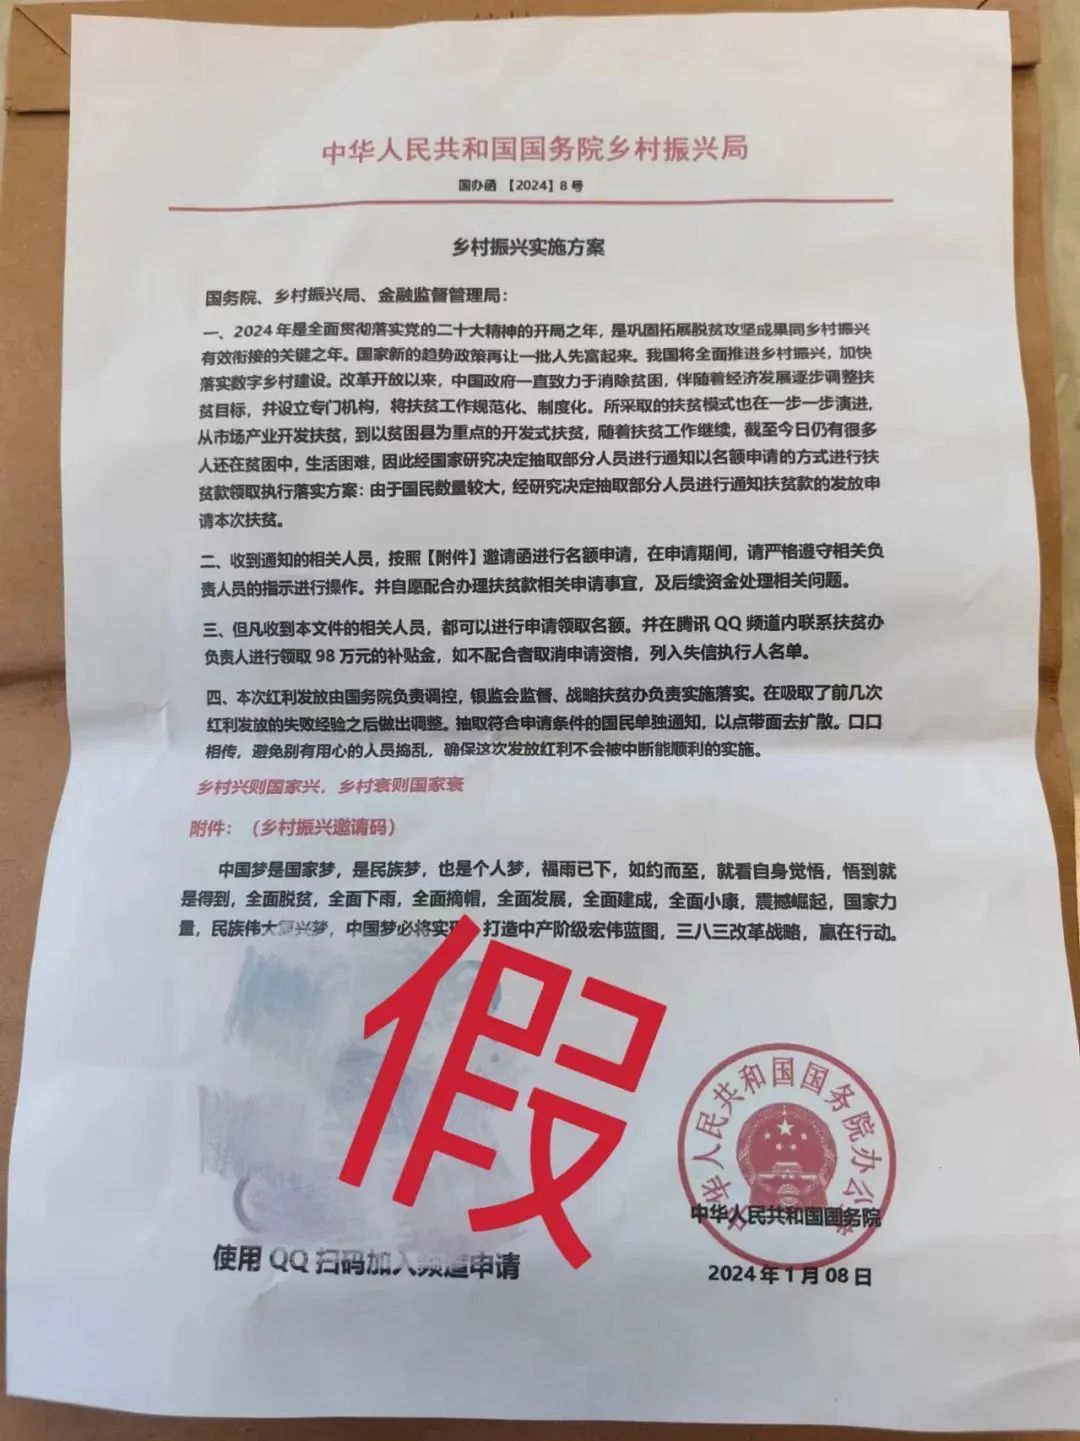 中华人民共和国国务院乡村振兴局
国办函 【2024】8 号
乡村振兴实施方案
国务院、乡村振兴局、金融监督管理局：
一、2024 年是全面贯彻落实党的二十大精神的开局之年，是巩固拓展脱贫攻坚成果同乡村振兴
有效衔接的关键之年。国家新的趋势政策再让一批人先富起来。我国将全面推进乡村振兴，加快
落实数字乡村建设。改革开放以来，中国政府一直致力于消除贫困，伴随着经济发展逐步调整扶
贫目标，并设立专门机构，将扶贫工作规范化、制度化。所采取的扶贫模式也在一步一步演进，
从市场产业开发扶贫，到以贫困县为重点的开发式扶贫，随着扶贫工作继续，截至今日仍有很多
人还在贫困中，生活困难，因此经国家研究决定抽取部分人员进行通知以名额申请的方式进行扶
贫款领取执行落实方案：由于国民数量较大，经研究决定抽取部分人员进行通知扶贫款的发放申
请本次扶贫。
二、收到通知的相关人员，按照【附件】邀请函进行名额申请，在申请期间，请严格遵守相关负
责人员的指示进行操作。并自愿配合办理扶贫款相关申请事宜，及后续资金处理相关问题。
三、但凡收到本文件的相关人员，都可以进行申请领取名额。并在腾讯 QQ 频道内联系扶贫办
负责人进行领取 98 万元的补贴金，如不配合者取消申请资格，列入失信执行人名单。
四、本次红利发放由国务院负责调控，银监会监督、战略扶贫办负责实施落实。在吸取了前几次
红利发放的失败经验之后做出调整。抽取符合申请条件的国民单独通知，以点带面去扩散。口口
相传，避免别有用心的人员捣乱，确保这次发放红利不会被中断能顺利的实施。
乡村兴则国家兴，乡村衰则国家衰
附件：（乡村振兴邀请码）
中国梦是国家梦，是民族梦，也是个人梦，福雨已下，如约而至，就看自身觉悟，悟到就
是得到，全面脱贫，全面下雨，全面摘帽，全面发展，全面建成，全面小康，震撼崛起，国家力
量，民族伟大复兴梦，中国梦必将实现，打造中产阶级宏伟蓝图，三八三改革战略，赢在行动。
假
中华人民共和国国务院办公
中华人民共和国国务院
使用 QQ 扫码加入频道申请
2024 年 1 月 08 日